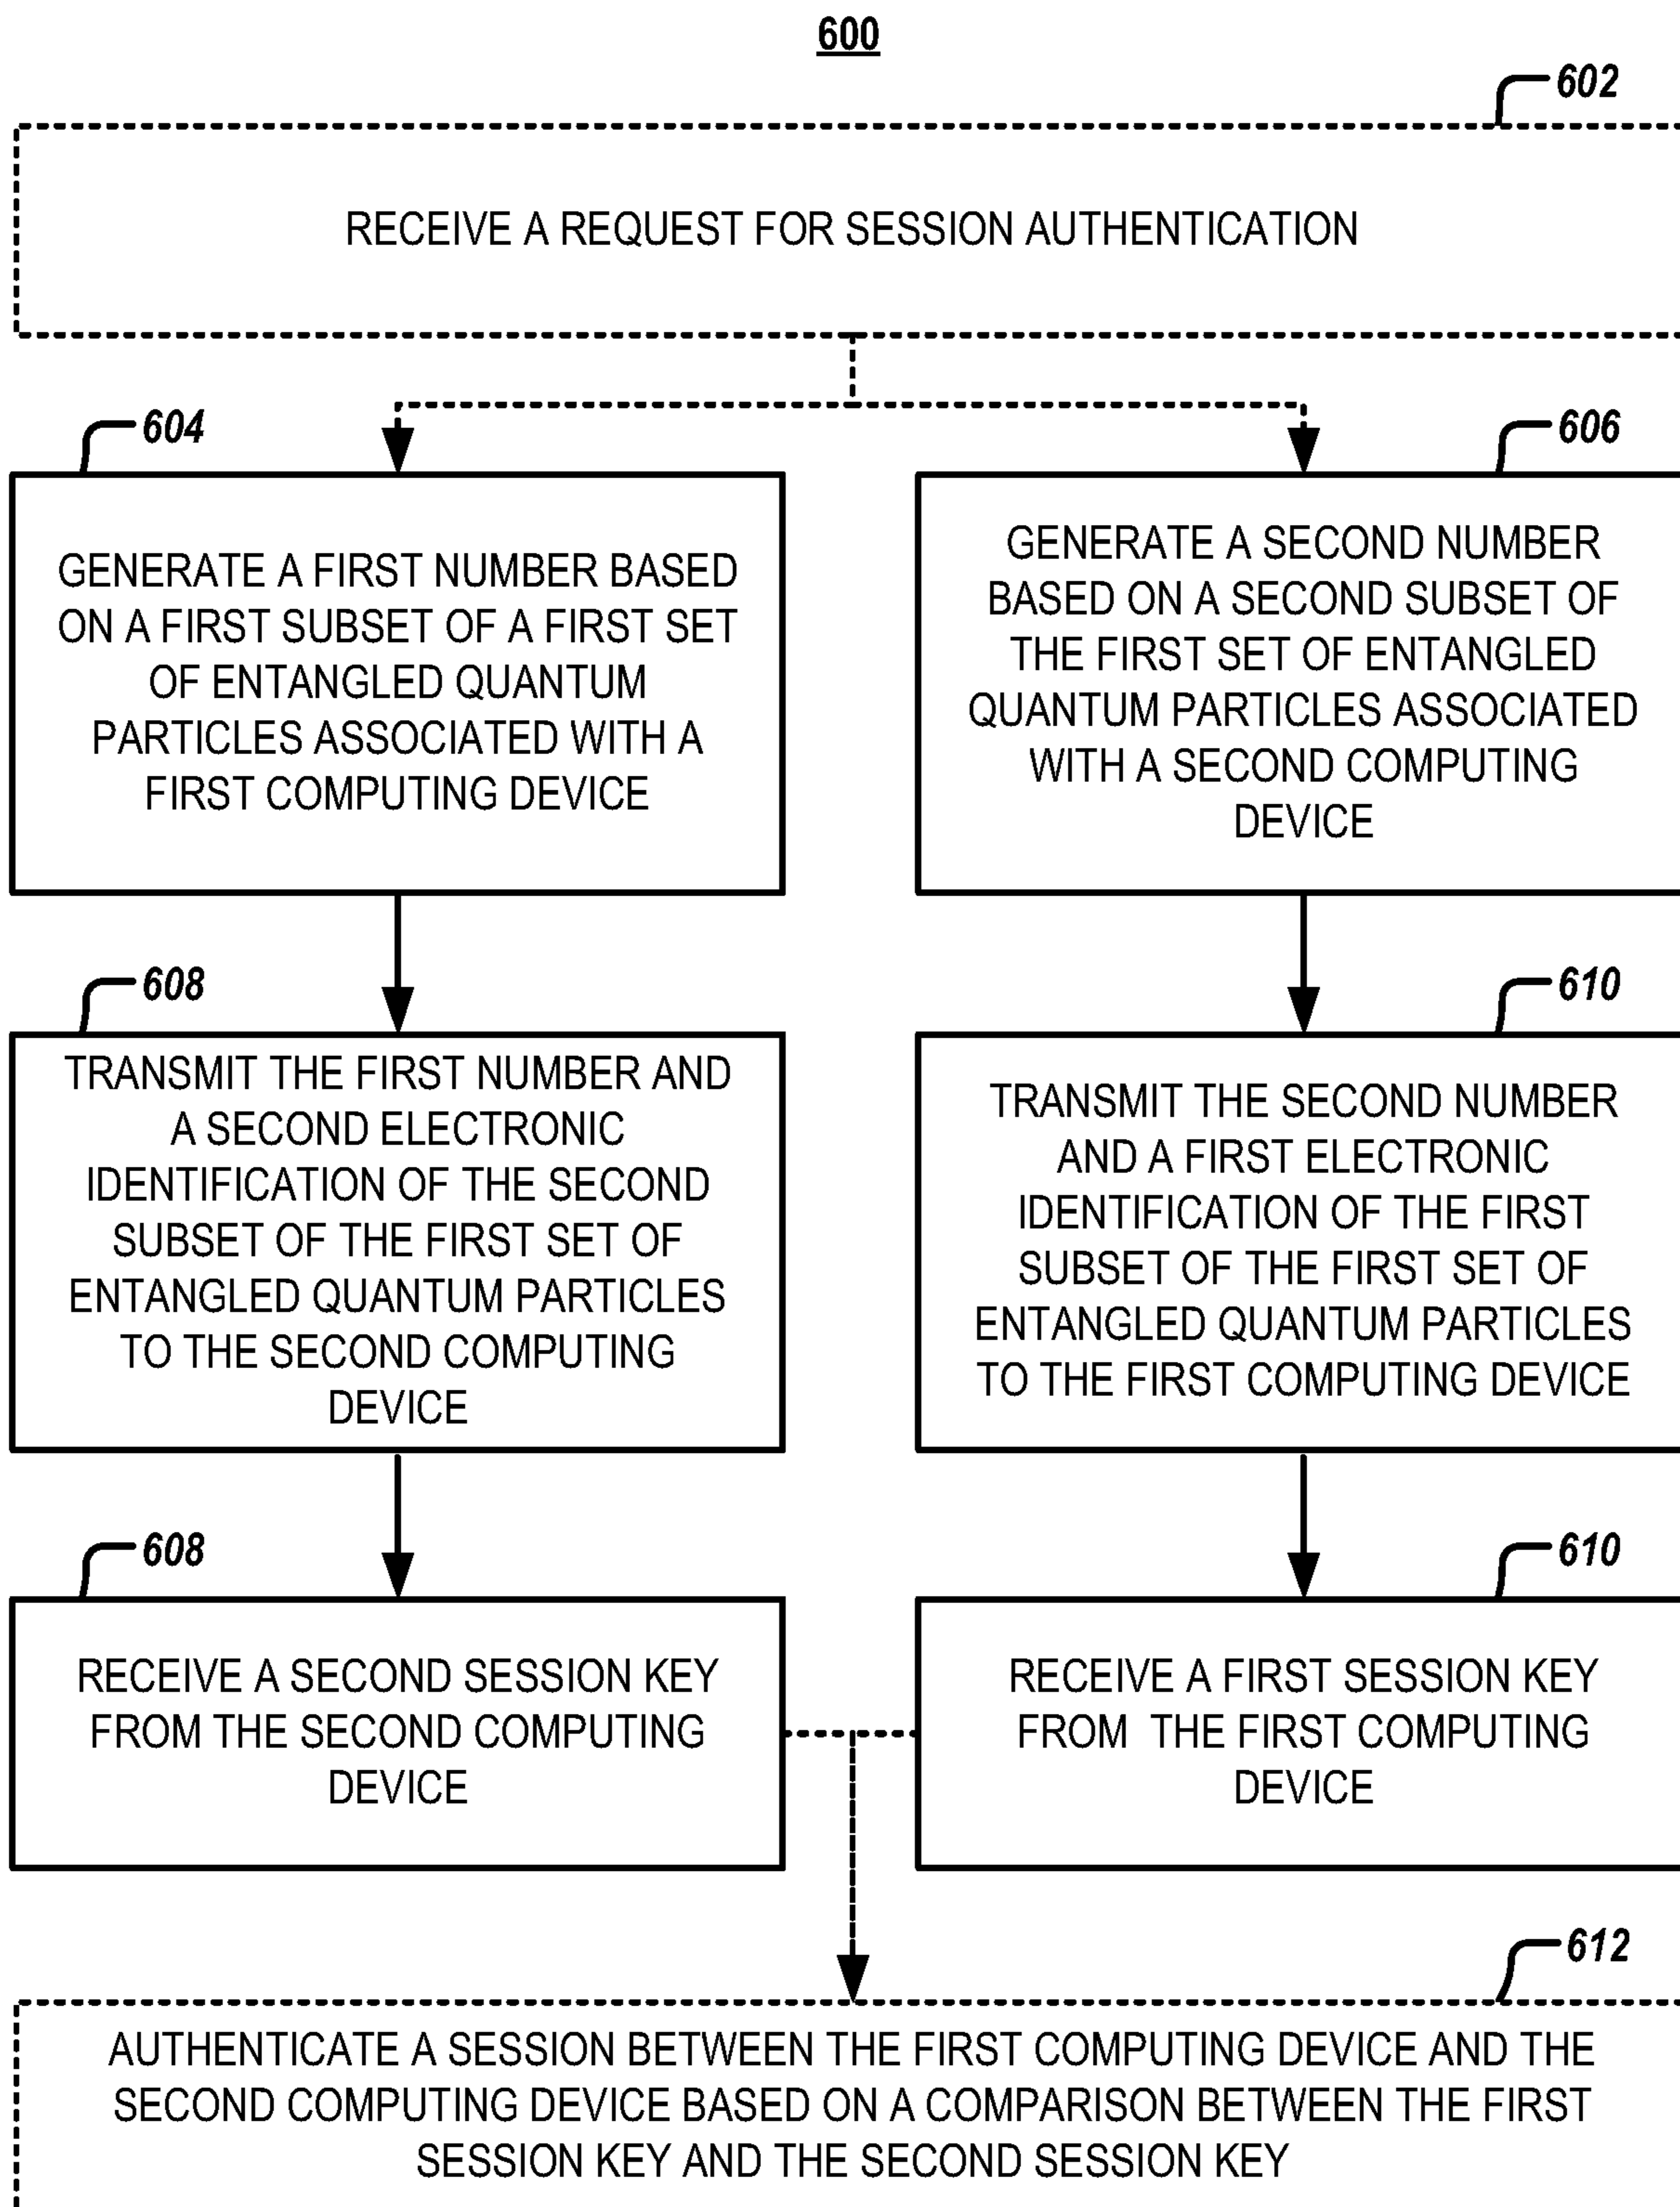 600
602
RECEIVE A REQUEST FOR SESSION AUTHENTICATION
604
GENERATE A FIRST NUMBER BASED
ON A FIRST SUBSET OF A FIRST SET
OF ENTANGLED QUANTUM
PARTICLES ASSOCIATED WITH A
FIRST COMPUTING DEVICE
606
GENERATE A SECOND NUMBER
BASED ON A SECOND SUBSET OF
THE FIRST SET OF ENTANGLED
QUANTUM PARTICLES ASSOCIATED
WITH A SECOND COMPUTING
DEVICE
608
TRANSMIT THE FIRST NUMBER AND
A SECOND ELECTRONIC
IDENTIFICATION OF THE SECOND
SUBSET OF THE FIRST SET OF
ENTANGLED QUANTUM PARTICLES
TO THE SECOND COMPUTING
DEVICE
610
TRANSMIT THE SECOND NUMBER
AND A FIRST ELECTRONIC
IDENTIFICATION OF THE FIRST
SUBSET OF THE FIRST SET OF
ENTANGLED QUANTUM PARTICLES
TO THE FIRST COMPUTING DEVICE
608
RECEIVE A SECOND SESSION KEY
FROM THE SECOND COMPUTING
DEVICE
610
RECEIVE A FIRST SESSION KEY
FROM THE FIRST COMPUTING
DEVICE
612
AUTHENTICATE A SESSION BETWEEN THE FIRST COMPUTING DEVICE AND THE
SECOND COMPUTING DEVICE BASED ON A COMPARISON BETWEEN THE FIRST
SESSION KEY AND THE SECOND SESSION KEY